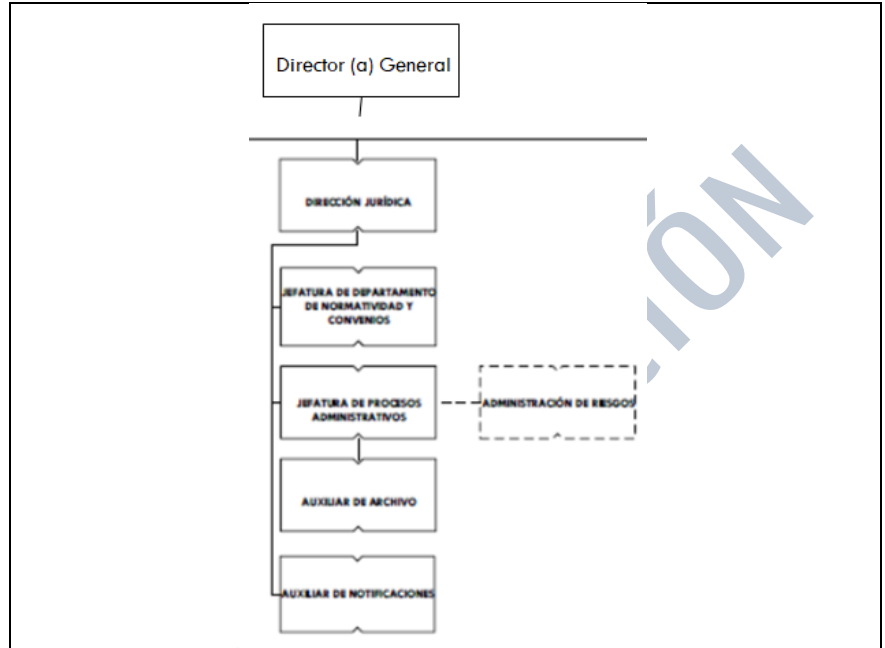 Director (a) General
DIRECCIÓN JURÍDICA
JEFATURA DE DEPARTAMENTO
DE NORMATIVIDAD Y
CONVENIOS
JEFATURA DE PROCESOS
ADMINISTRATIVOS
ADMINISTRACIÓN DE RIESGOS
AUXILIAR DE ARCHIVO
AUXILIAR DE NOTIFICACIONES